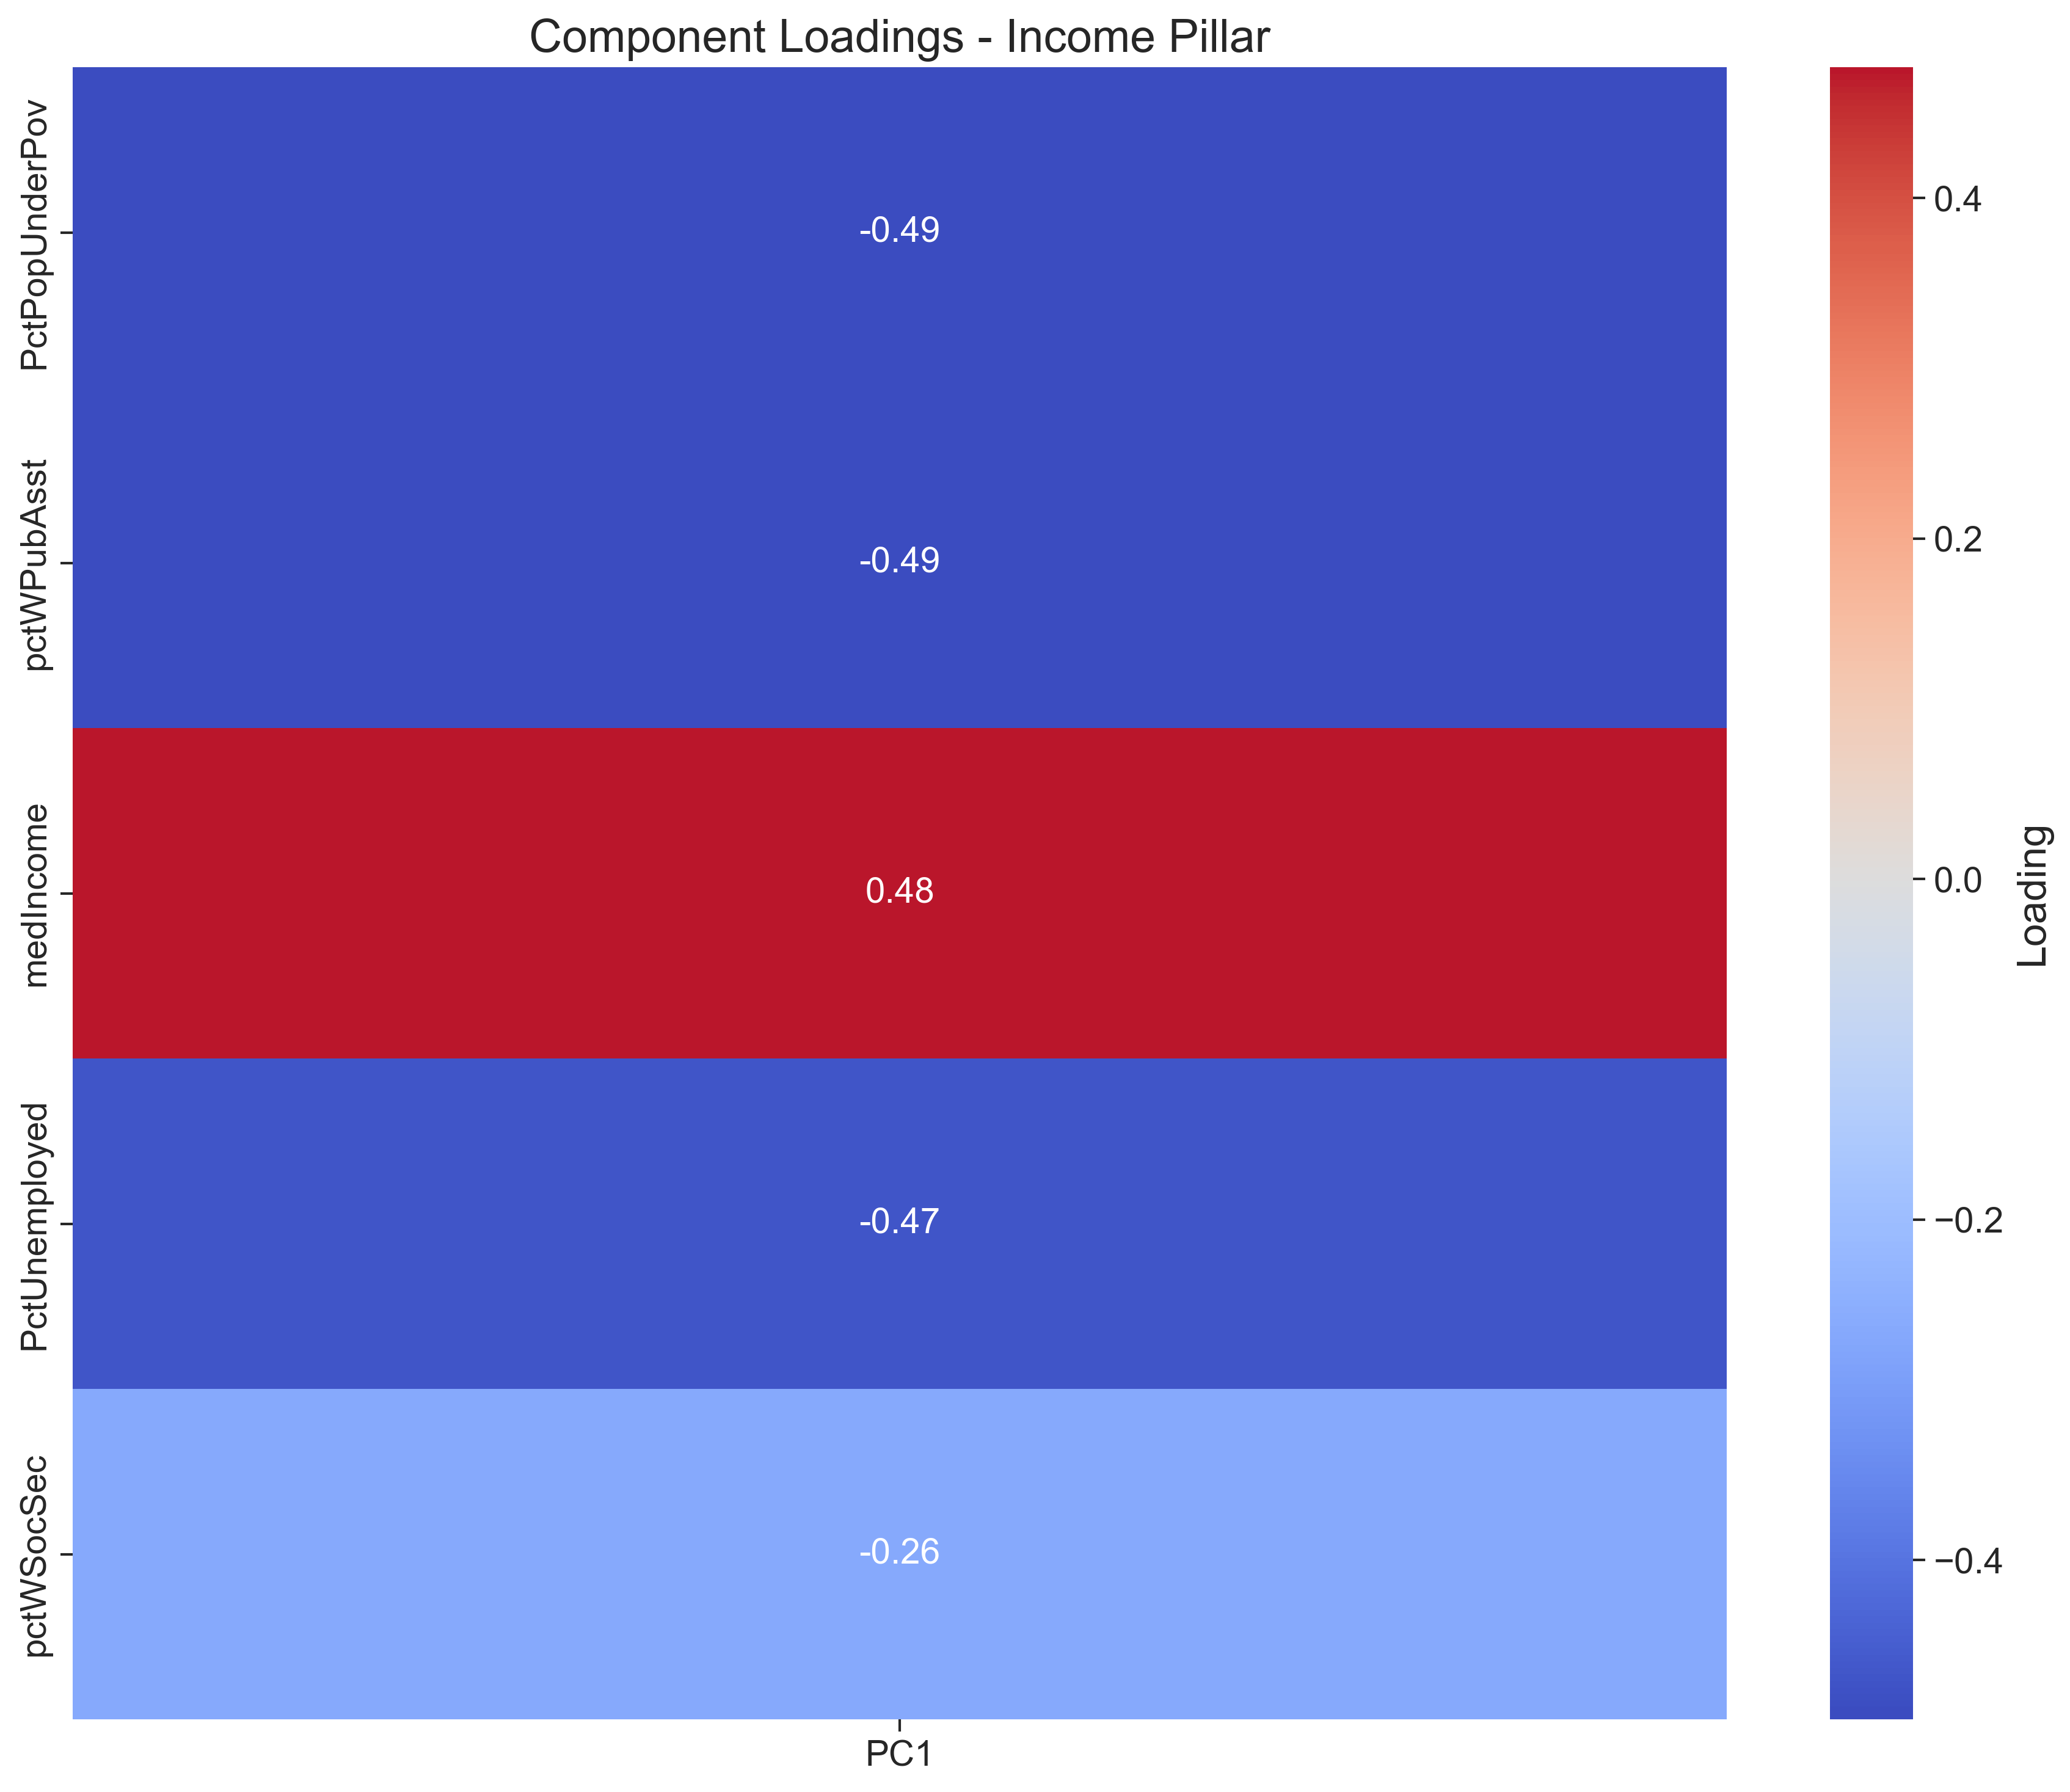 Component Loadings - Income Pillar
PctPopUnderPov
-0.49
pctWPubAsst
-0.49
medIncome
0.48
PctUnemployed
-0.47
pctWSocSec
-0.26
PC1
0.4
0.2
0.0
−0.2
−0.4
Loading